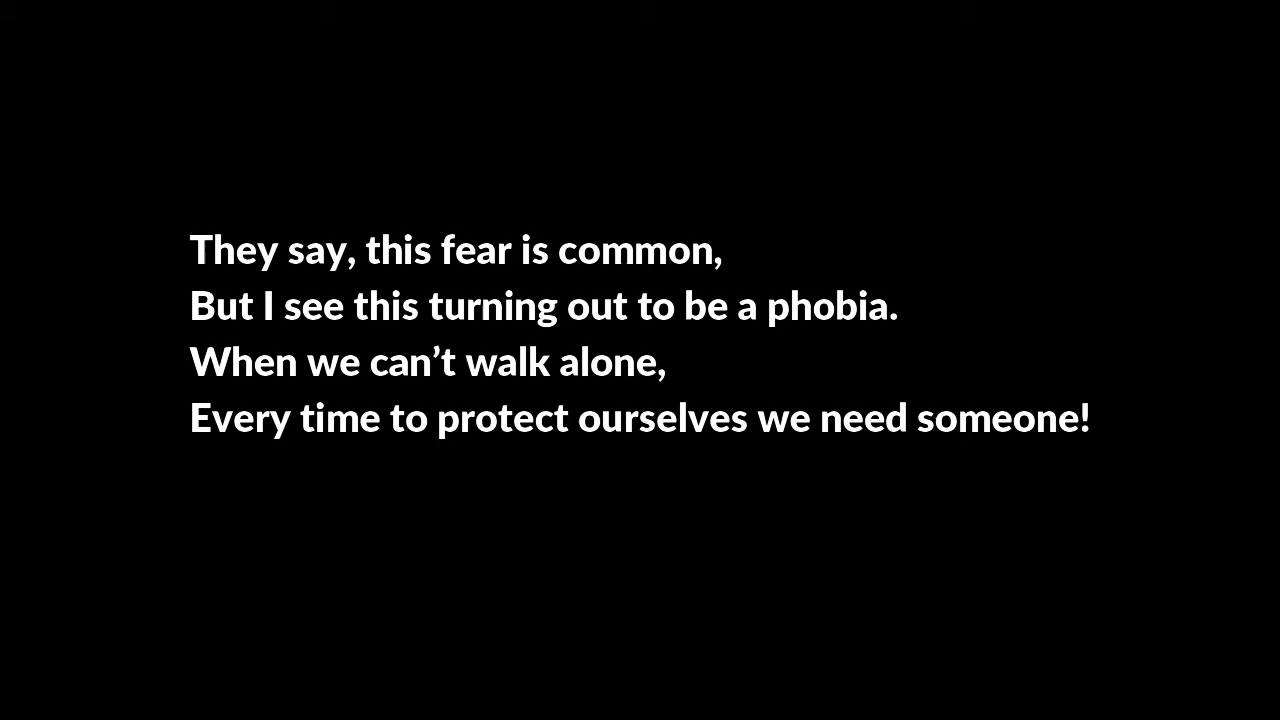 They say, this fear is common,
But I see this turning out to be a phobia.
When we can’t walk alone,
Every time to protect ourselves we need someone!